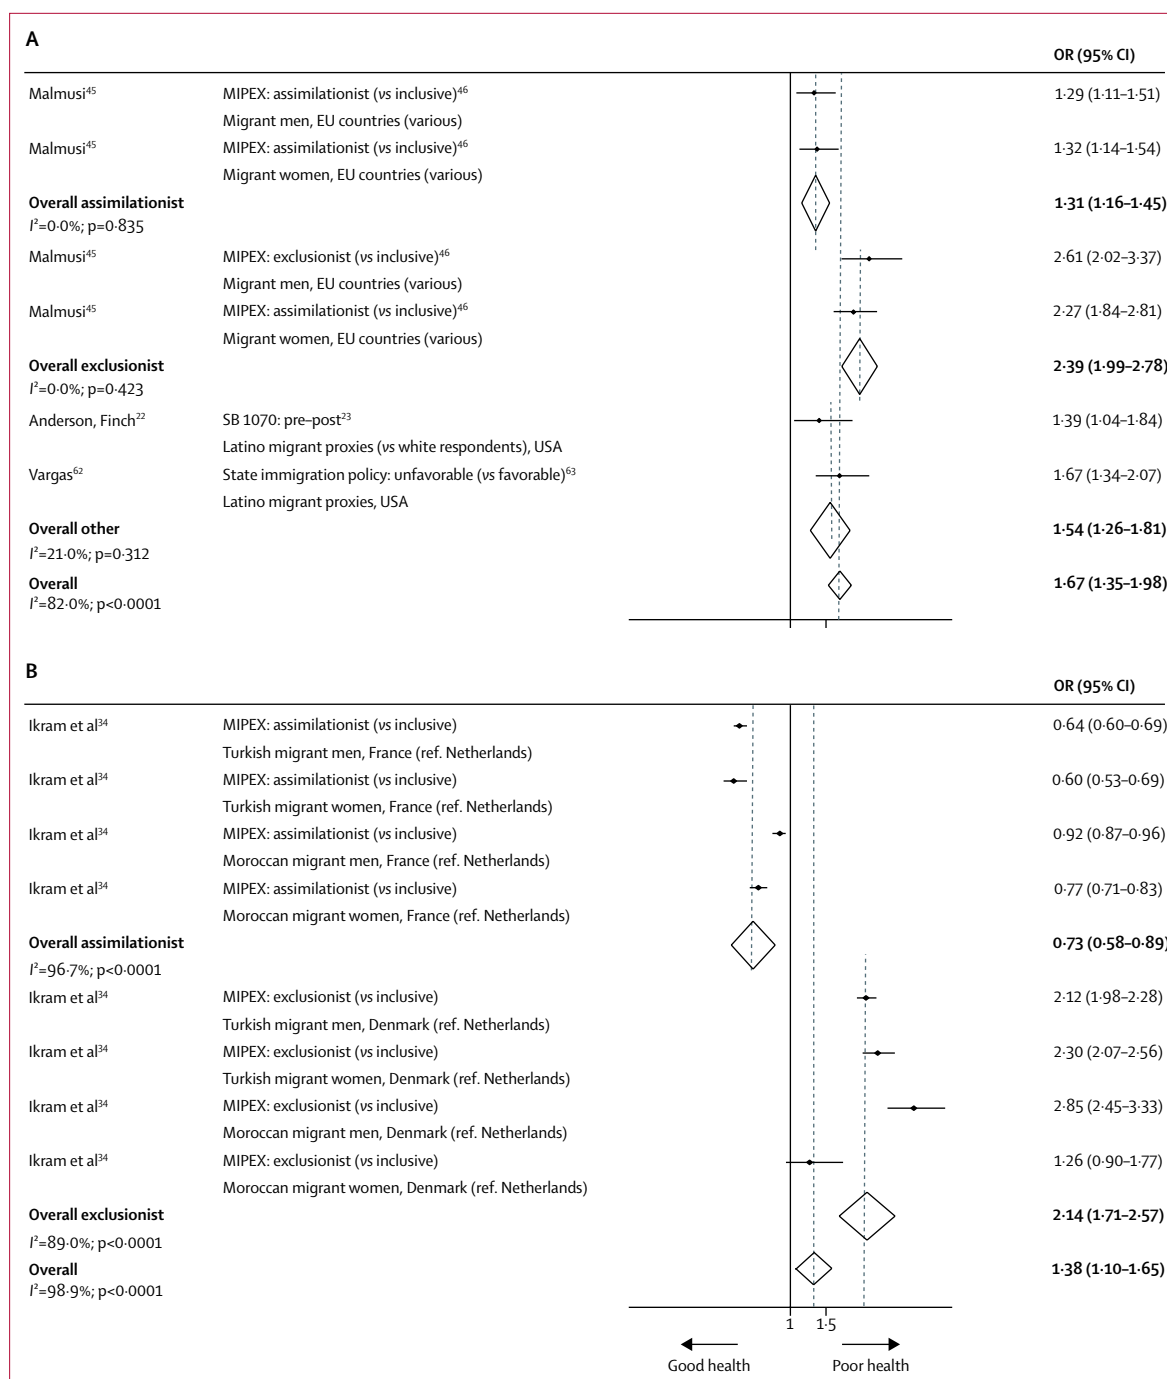 A
OR (95% CI)
Malmusi⁴⁵ MIPEX: assimilationist (vs inclusive)⁴⁶ 1·29 (1·11–1·51)
Migrant men, EU countries (various)
Malmusi⁴⁵ MIPEX: assimilationist (vs inclusive)⁴⁶ 1·32 (1·14–1·54)
Migrant women, EU countries (various)
Overall assimilationist 1·31 (1·16–1·45)
I²=0·0%; p=0·835
Malmusi⁴⁵ MIPEX: exclusionist (vs inclusive)⁴⁶ 2·61 (2·02–3·37)
Migrant men, EU countries (various)
Malmusi⁴⁵ MIPEX: assimilationist (vs inclusive)⁴⁶ 2·27 (1·84–2·81)
Migrant women, EU countries (various)
Overall exclusionist 2·39 (1·99–2·78)
I²=0·0%; p=0·423
Anderson, Finch²² SB 1070: pre–post²³ 1·39 (1·04–1·84)
Latino migrant proxies (vs white respondents), USA
Vargas⁶² State immigration policy: unfavorable (vs favorable)⁶³ 1·67 (1·34–2·07)
Latino migrant proxies, USA
Overall other 1·54 (1·26–1·81)
I²=21·0%; p=0·312
Overall 1·67 (1·35–1·98)
I²=82·0%; p<0·0001
B
OR (95% CI)
Ikram et al³⁴ MIPEX: assimilationist (vs inclusive) 0·64 (0·60–0·69)
Turkish migrant men, France (ref. Netherlands)
Ikram et al³⁴ MIPEX: assimilationist (vs inclusive) 0·60 (0·53–0·69)
Turkish migrant women, France (ref. Netherlands)
Ikram et al³⁴ MIPEX: assimilationist (vs inclusive) 0·92 (0·87–0·96)
Moroccan migrant men, France (ref. Netherlands)
Ikram et al³⁴ MIPEX: assimilationist (vs inclusive) 0·77 (0·71–0·83)
Moroccan migrant women, France (ref. Netherlands)
Overall assimilationist 0·73 (0·58–0·89)
I²=96·7%; p<0·0001
Ikram et al³⁴ MIPEX: exclusionist (vs inclusive) 2·12 (1·98–2·28)
Turkish migrant men, Denmark (ref. Netherlands)
Ikram et al³⁴ MIPEX: exclusionist (vs inclusive) 2·30 (2·07–2·56)
Turkish migrant women, Denmark (ref. Netherlands)
Ikram et al³⁴ MIPEX: exclusionist (vs inclusive) 2·85 (2·45–3·33)
Moroccan migrant men, Denmark (ref. Netherlands)
Ikram et al³⁴ MIPEX: exclusionist (vs inclusive) 1·26 (0·90–1·77)
Moroccan migrant women, Denmark (ref. Netherlands)
Overall exclusionist 2·14 (1·71–2·57)
I²=89·0%; p<0·0001
Overall 1·38 (1·10–1·65)
I²=98·9%; p<0·0001
1 1·5
Good health Poor health